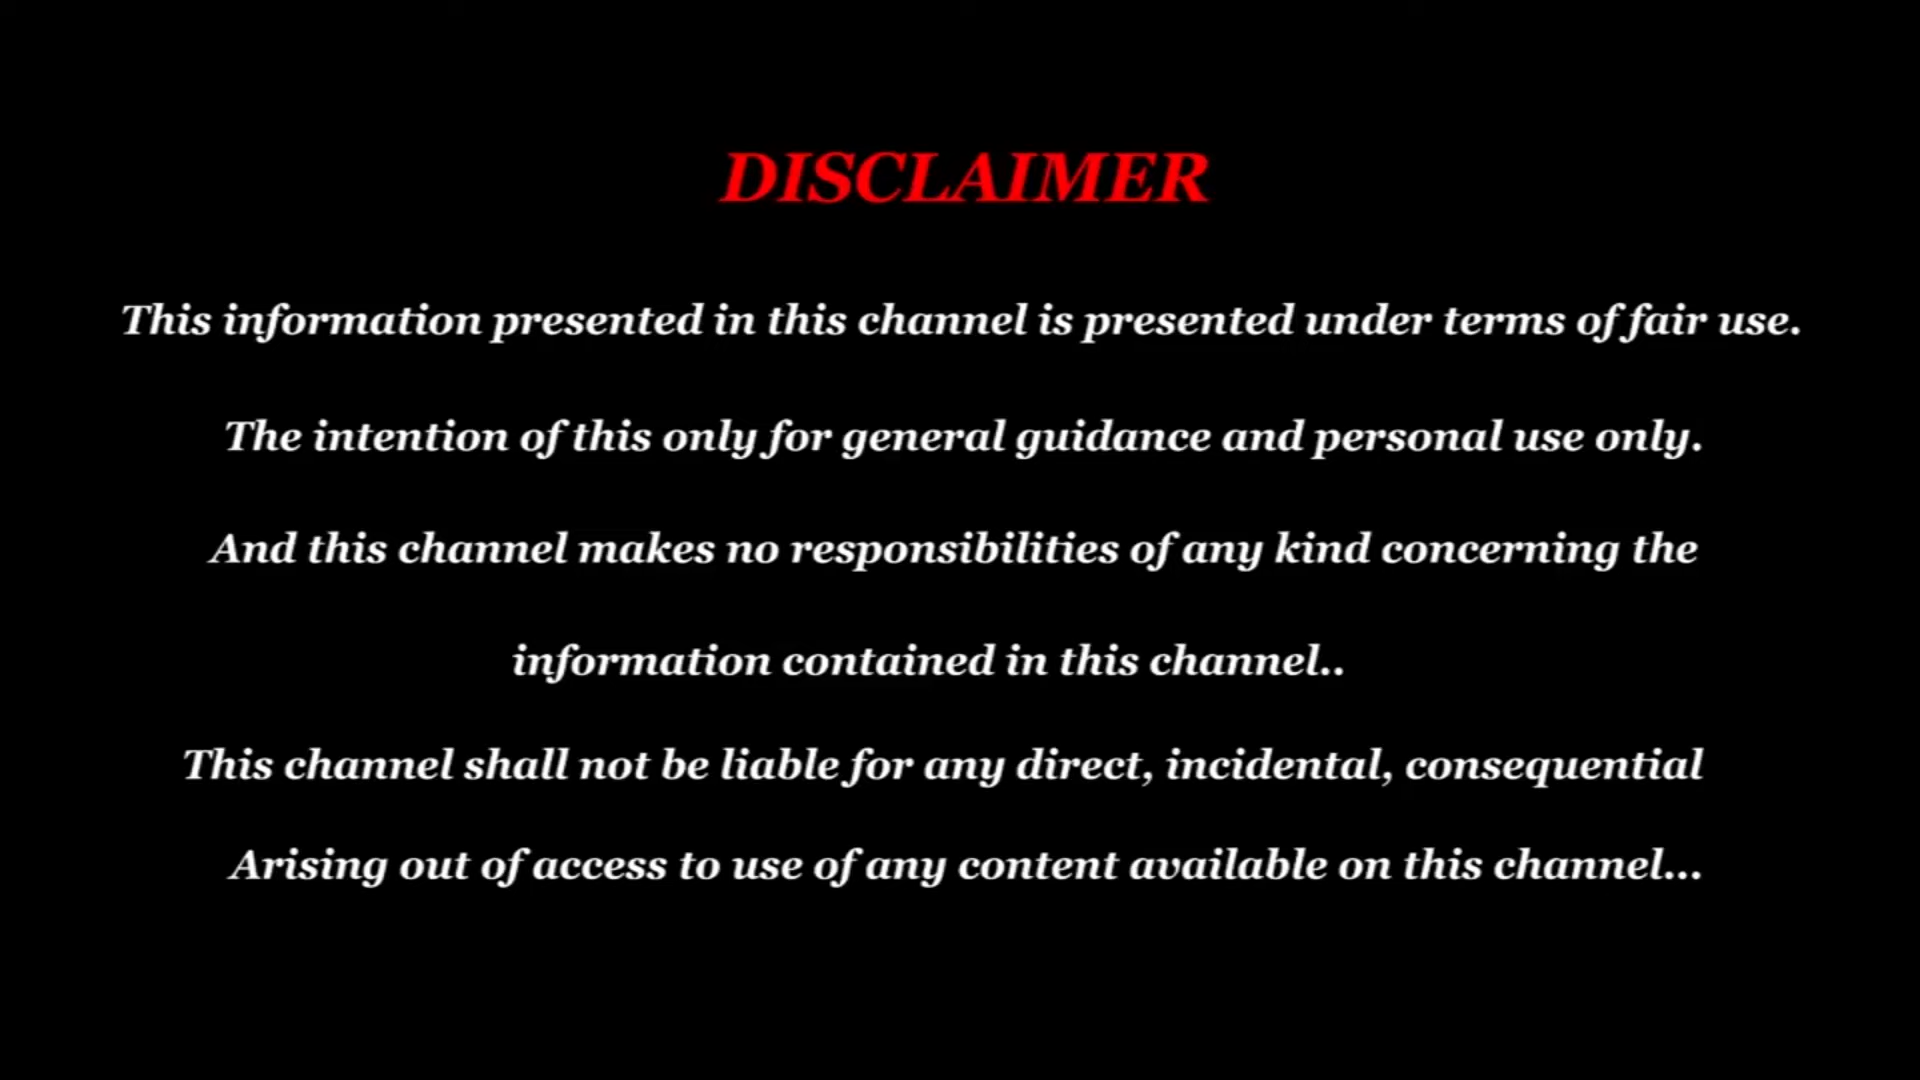 DISCLAIMER
This information presented in this channel is presented under terms of fair use.
The intention of this only for general guidance and personal use only.
And this channel makes no responsibilities of any kind concerning the
information contained in this channel..
This channel shall not be liable for any direct, incidental, consequential
Arising out of access to use of any content available on this channel...